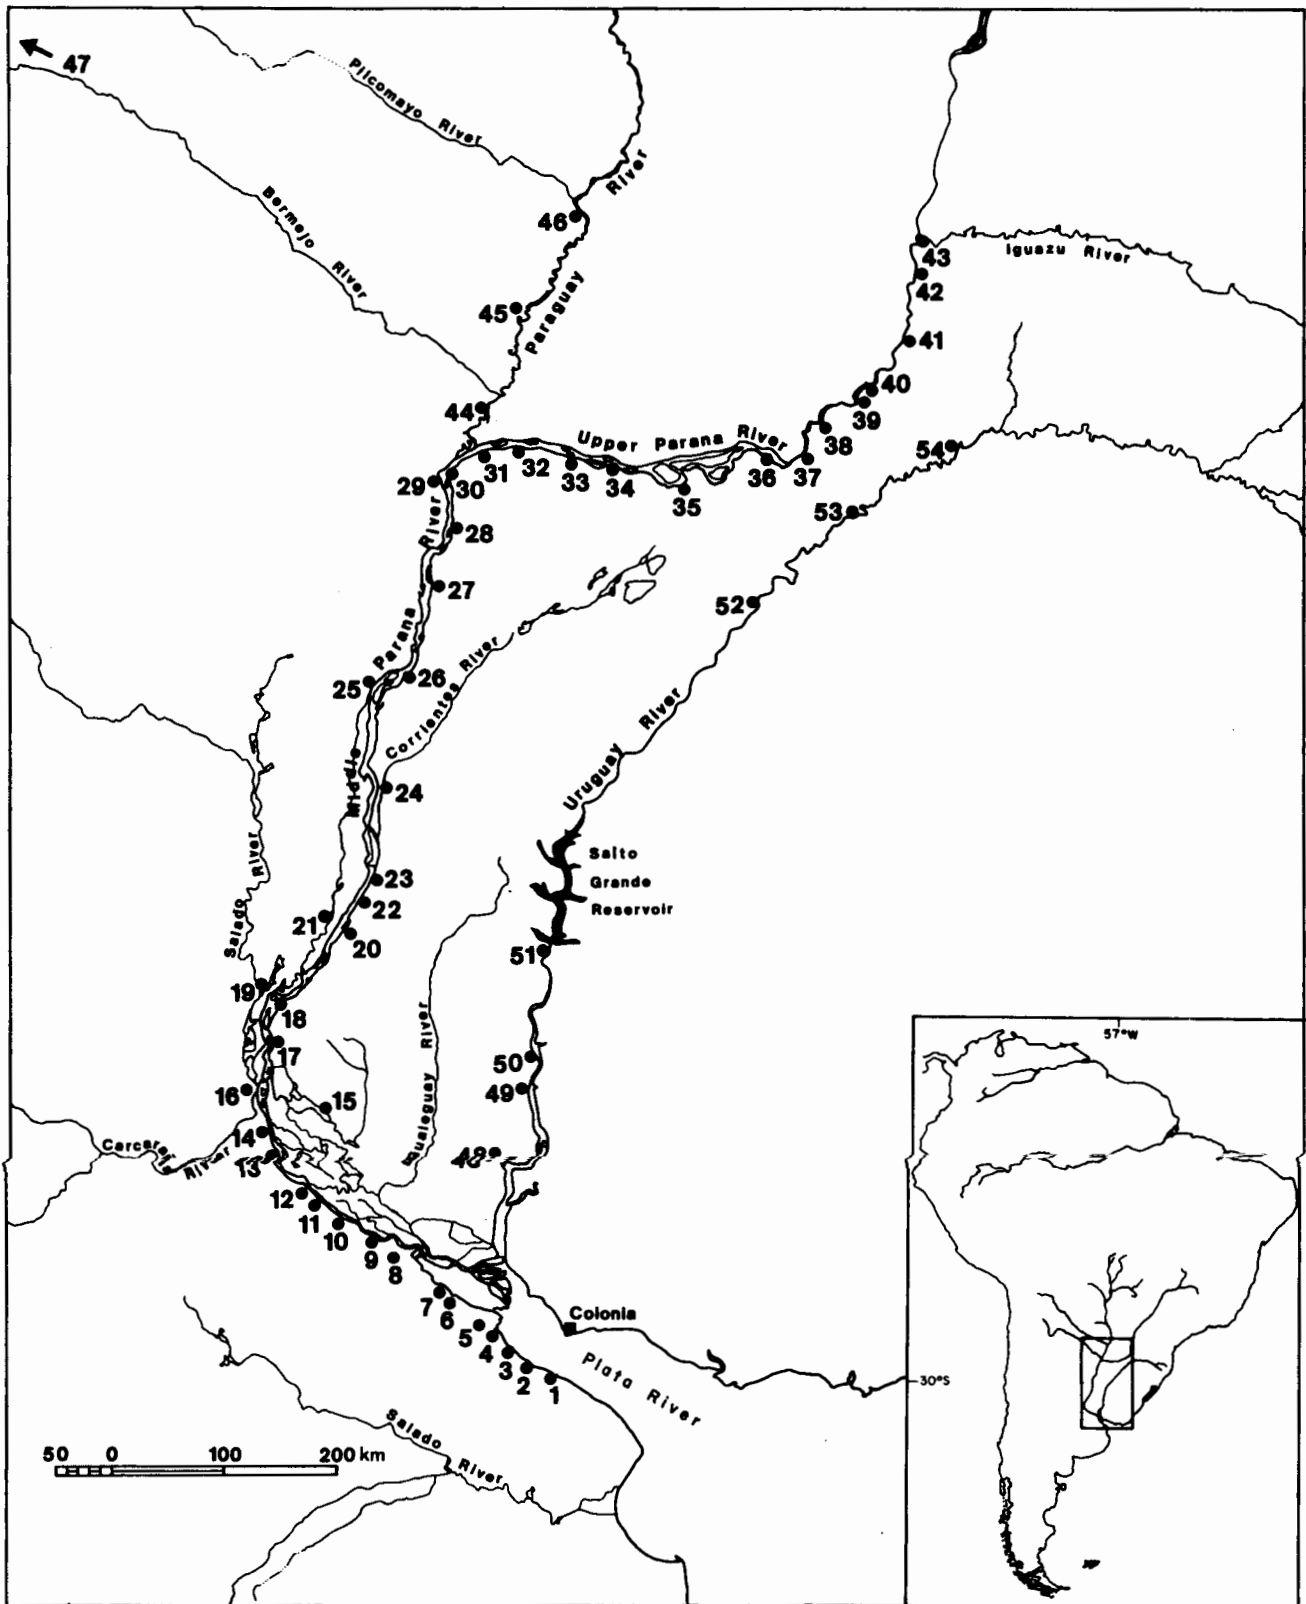 47
Pilcomayo River
Bermejo River
River
46
Paraguay
45
44
43
Iguazu River
42
41
40
39
38
Upper Parana River
54
29
30
31
32
33
34
35
36
37
53
River
28
27
52
Parana
25
26
Corrientes River
Middle
24
Uruguay River
Salado River
Salto
Grande
Reservoir
23
22
21
20
51
19
18
17
Gualeguay River
50
49
16
15
14
Carcaraña River
13
48
12
11
10
9
8
7
6
5
4
3
2
1
Colonia
Plata River
Salado River
50 0 100 200 km
57°W
30°S